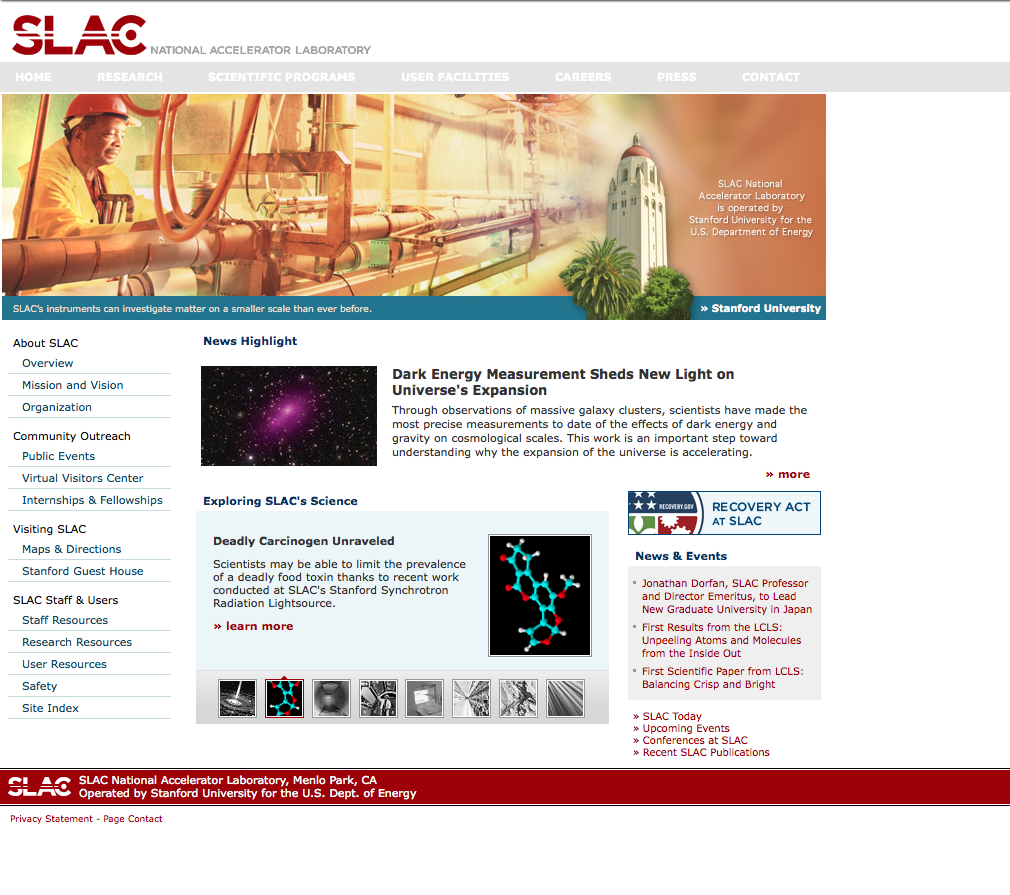 SLAC NATIONAL ACCELERATOR LABORATORY
HOME RESEARCH SCIENTIFIC PROGRAMS USER FACILITIES CAREERS PRESS CONTACT
SLAC National
Accelerator Laboratory
is operated by
Stanford University for the
U.S. Department of Energy
SLAC's instruments can investigate matter on a smaller scale than ever before.
» Stanford University
About SLAC
Overview
Mission and Vision
Organization
Community Outreach
Public Events
Virtual Visitors Center
Internships & Fellowships
Visiting SLAC
Maps & Directions
Stanford Guest House
SLAC Staff & Users
Staff Resources
Research Resources
User Resources
Safety
Site Index
News Highlight
Dark Energy Measurement Sheds New Light on
Universe's Expansion
Through observations of massive galaxy clusters, scientists have made the
most precise measurements to date of the effects of dark energy and
gravity on cosmological scales. This work is an important step toward
understanding why the expansion of the universe is accelerating.
» more
Exploring SLAC's Science
Deadly Carcinogen Unraveled
Scientists may be able to limit the prevalence
of a deadly food toxin thanks to recent work
conducted at SLAC's Stanford Synchrotron
Radiation Lightsource.
» learn more
RECOVERY.GOV
RECOVERY ACT
AT SLAC
News & Events
Jonathan Dorfan, SLAC Professor
and Director Emeritus, to Lead
New Graduate University in Japan
First Results from the LCLS:
Unpeeling Atoms and Molecules
from the Inside Out
First Scientific Paper from LCLS:
Balancing Crisp and Bright
» SLAC Today
» Upcoming Events
» Conferences at SLAC
» Recent SLAC Publications
SLAC
SLAC National Accelerator Laboratory, Menlo Park, CA
Operated by Stanford University for the U.S. Dept. of Energy
Privacy Statement - Page Contact